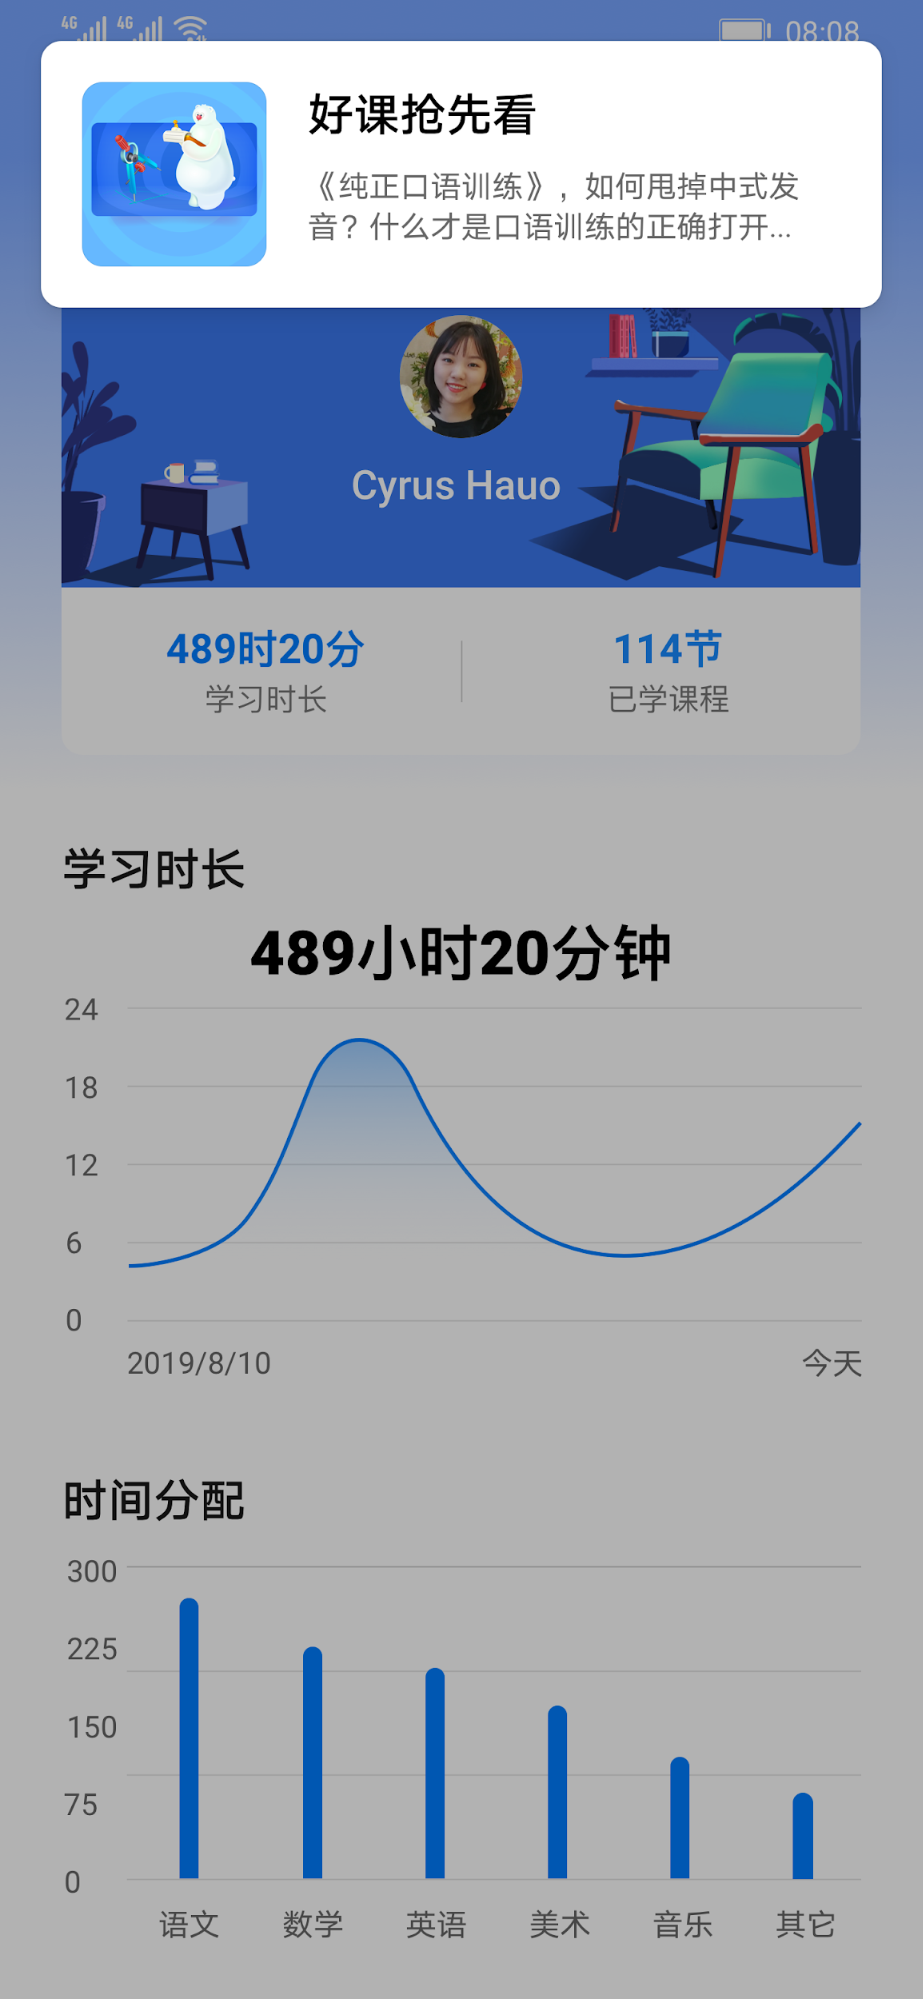 4G 4G 08:08
好课抢先看
《纯正口语训练》，如何甩掉中式发
音？什么才是口语训练的正确打开...
Cyrus Hauo
489时20分
学习时长
114节
已学课程
学习时长
489小时20分钟
24
18
12
6
0
2019/8/10
今天
时间分配
300
225
150
75
0
语文 数学 英语 美术 音乐 其它